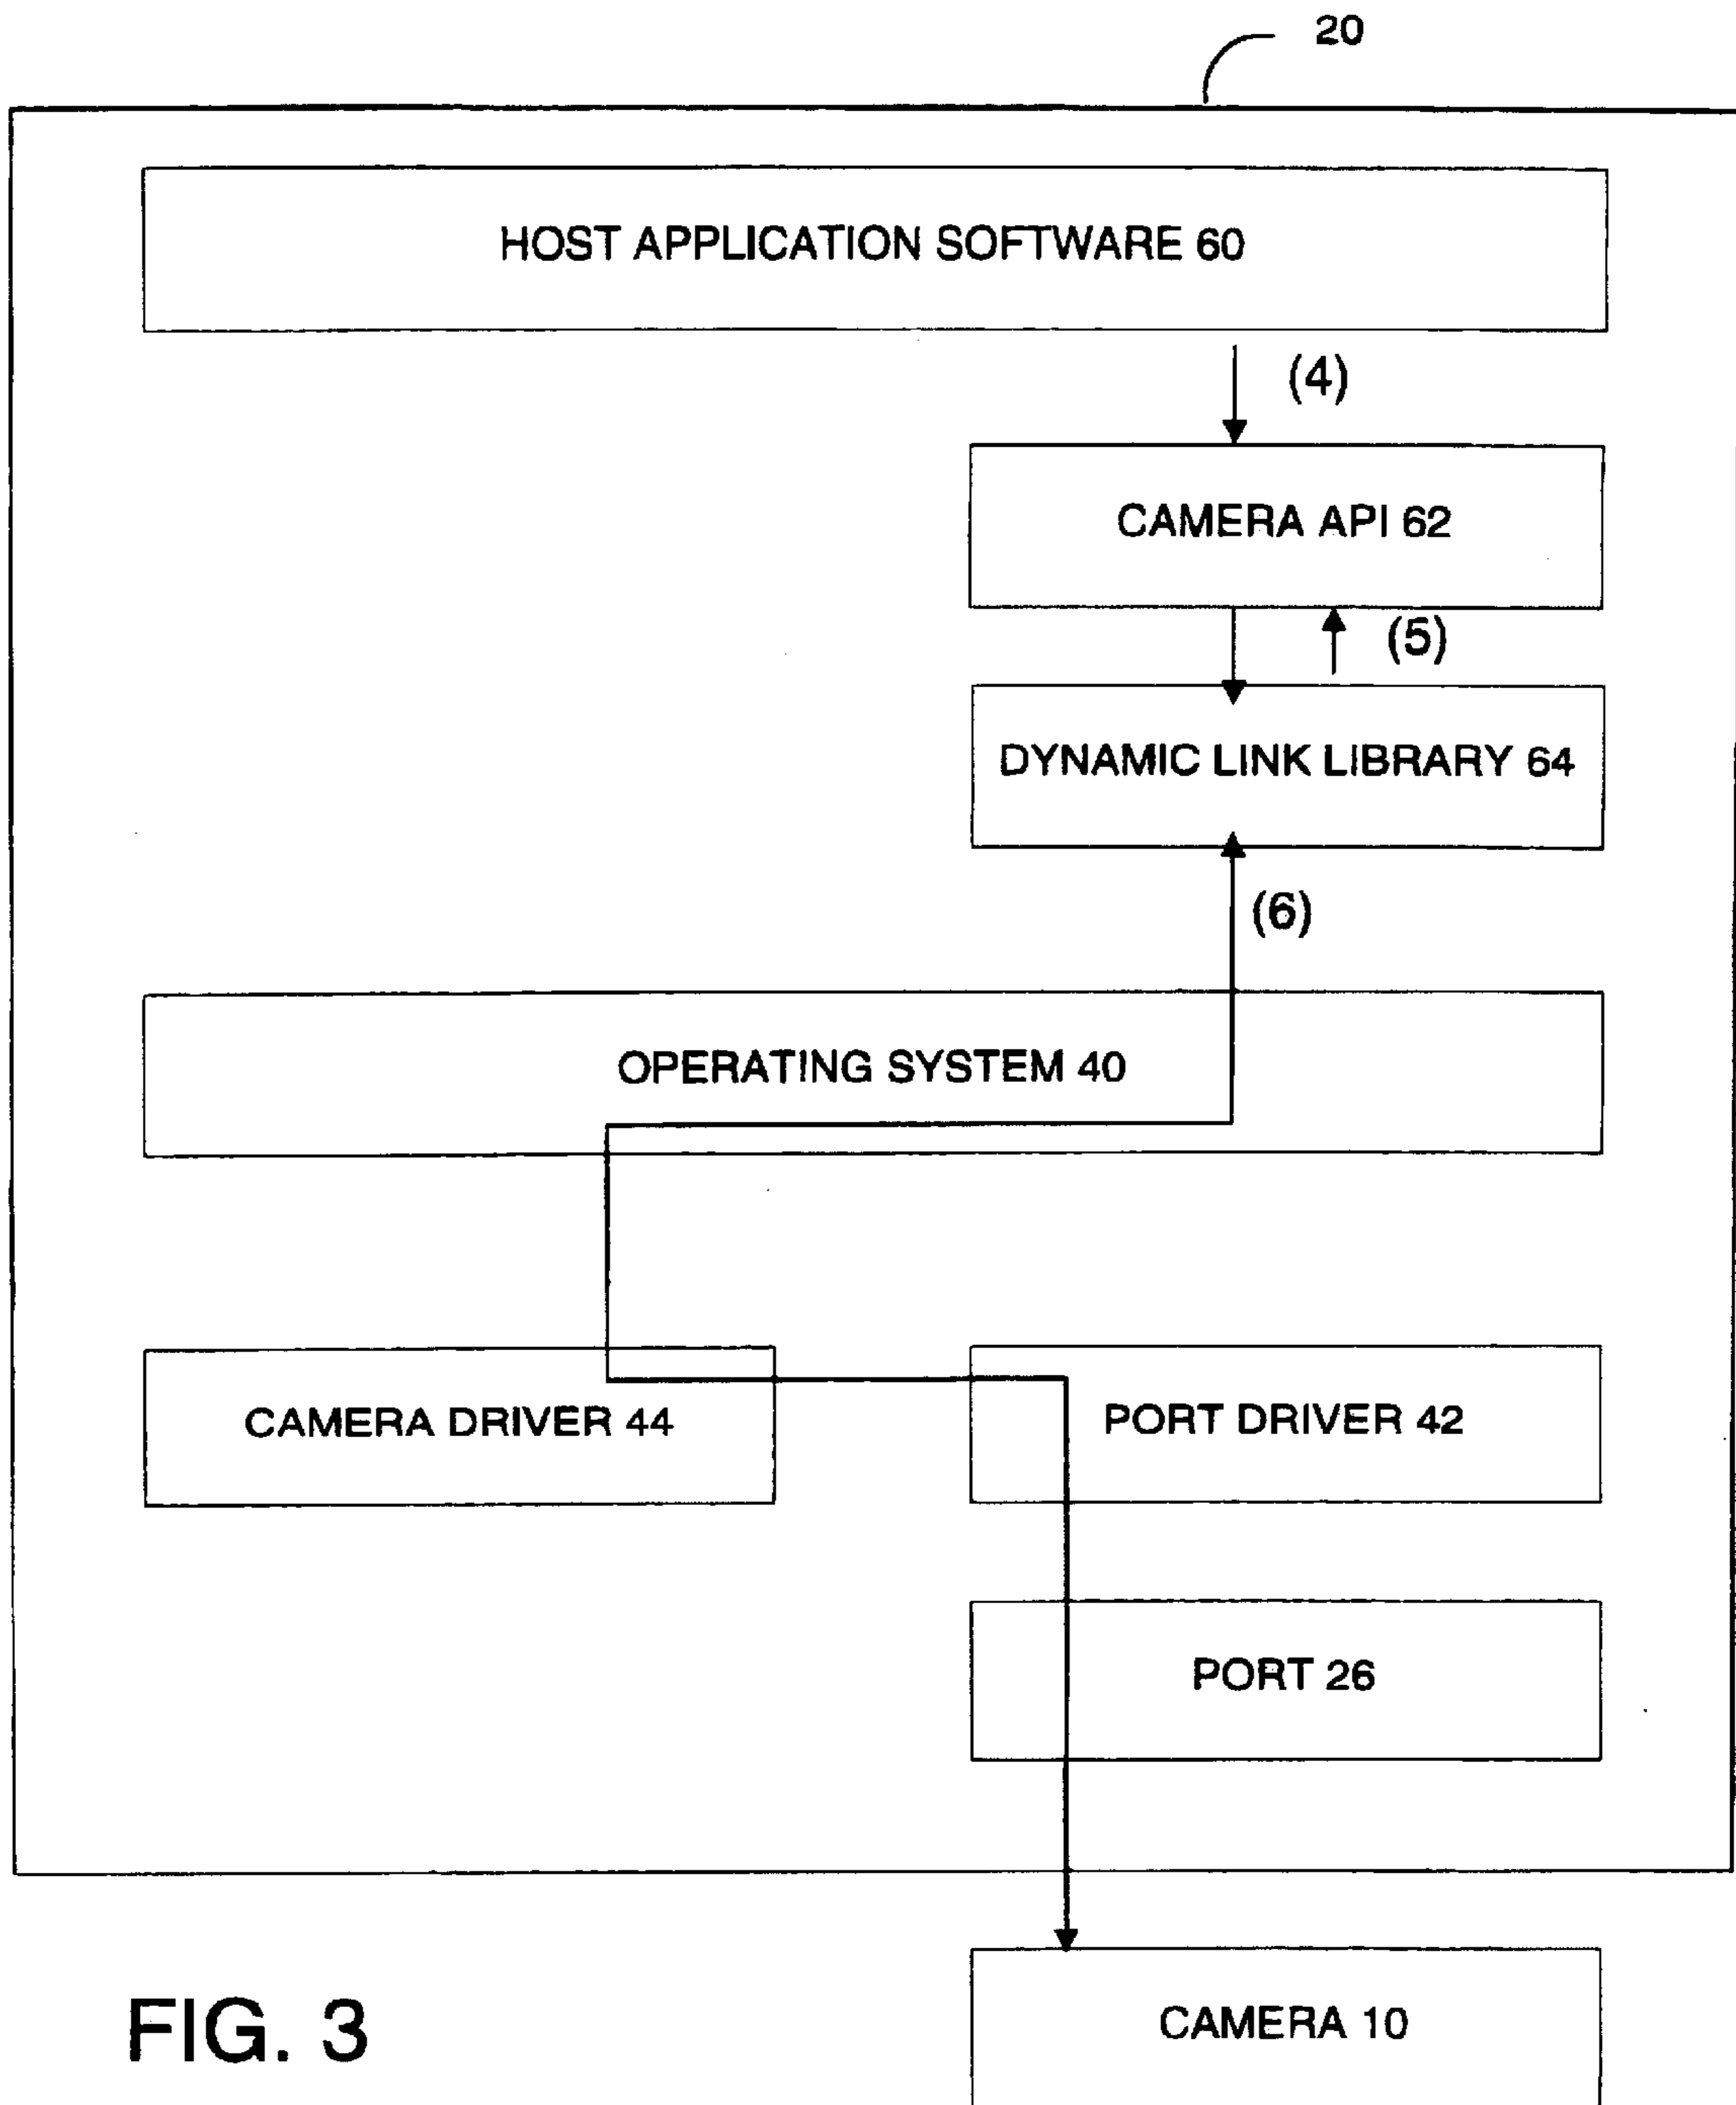 20
HOST APPLICATION SOFTWARE 60
(4)
CAMERA API 62
(5)
DYNAMIC LINK LIBRARY 64
(6)
OPERATING SYSTEM 40
CAMERA DRIVER 44
PORT DRIVER 42
PORT 26
CAMERA 10
FIG. 3